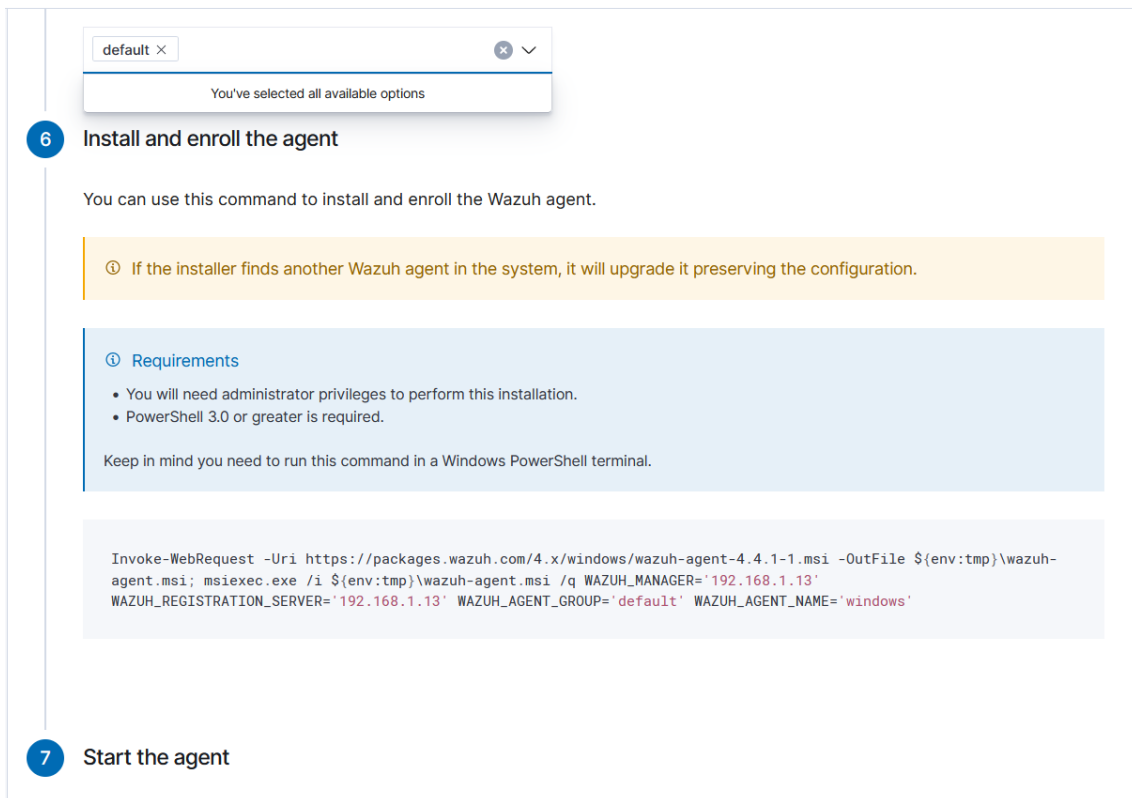 default ×
You've selected all available options
6 Install and enroll the agent
You can use this command to install and enroll the Wazuh agent.
If the installer finds another Wazuh agent in the system, it will upgrade it preserving the configuration.
Requirements
• You will need administrator privileges to perform this installation.
• PowerShell 3.0 or greater is required.
Keep in mind you need to run this command in a Windows PowerShell terminal.
Invoke-WebRequest -Uri https://packages.wazuh.com/4.x/windows/wazuh-agent-4.4.1-1.msi -OutFile ${env:tmp}\wazuh-
agent.msi; msiexec.exe /i ${env:tmp}\wazuh-agent.msi /q WAZUH_MANAGER='192.168.1.13'
WAZUH_REGISTRATION_SERVER='192.168.1.13' WAZUH_AGENT_GROUP='default' WAZUH_AGENT_NAME='windows'
7 Start the agent